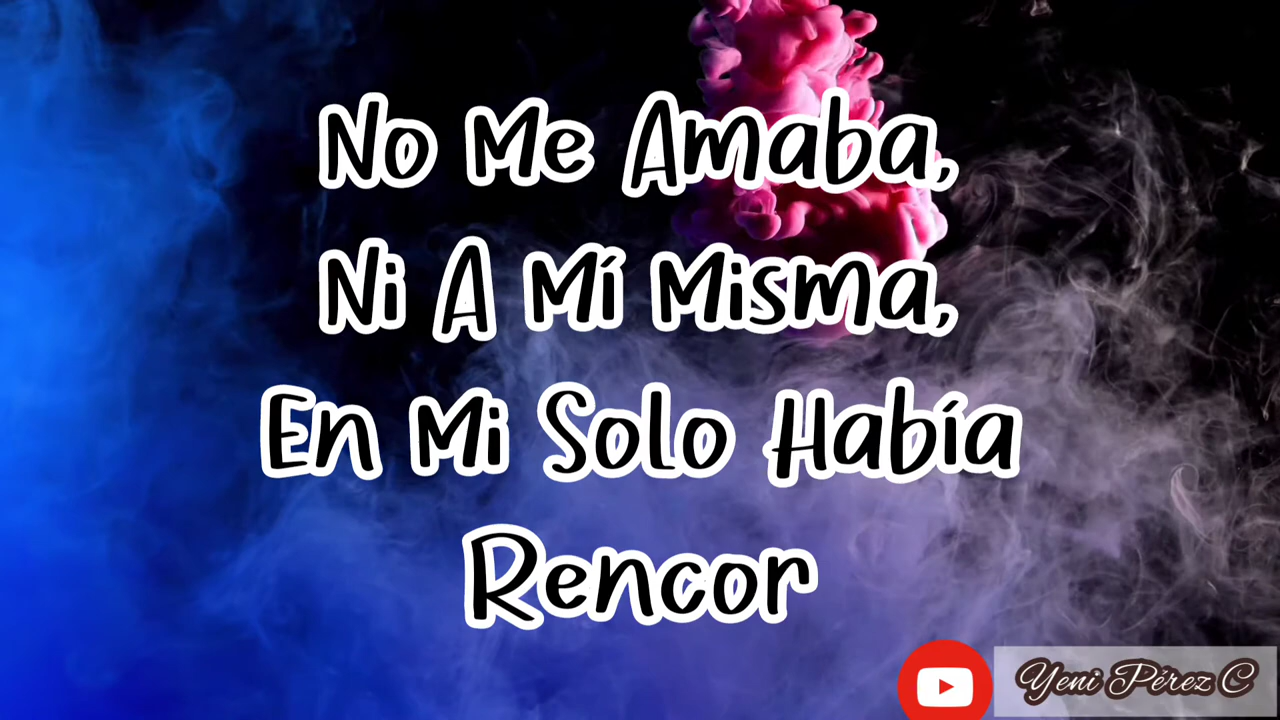 No Me Amaba,
Ni A Mí Misma,
En Mi Solo Había
Rencor
Yeni Pérez C